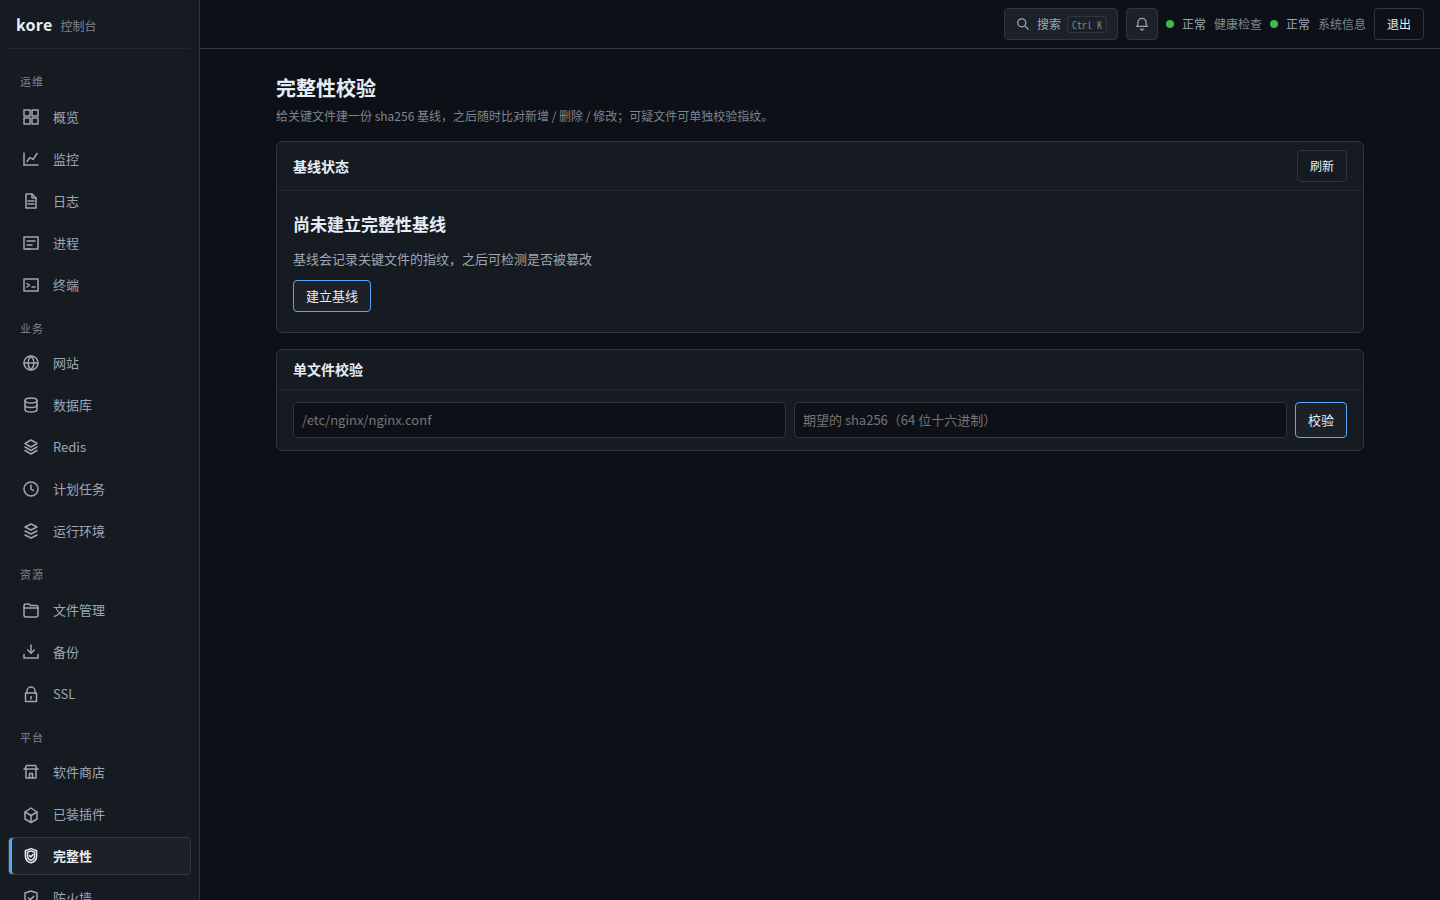 kore 控制台
搜索 Ctrl K 正常 健康检查 正常 系统信息 退出
运维
概览
监控
日志
进程
终端
业务
网站
数据库
Redis
计划任务
运行环境
资源
文件管理
备份
SSL
平台
软件商店
已装插件
完整性
防火墙
完整性校验
给关键文件建一份 sha256 基线，之后随时比对新增 / 删除 / 修改；可疑文件可单独校验指纹。
基线状态 刷新
尚未建立完整性基线
基线会记录关键文件的指纹，之后可检测是否被篡改
建立基线
单文件校验
/etc/nginx/nginx.conf 期望的 sha256（64 位十六进制） 校验